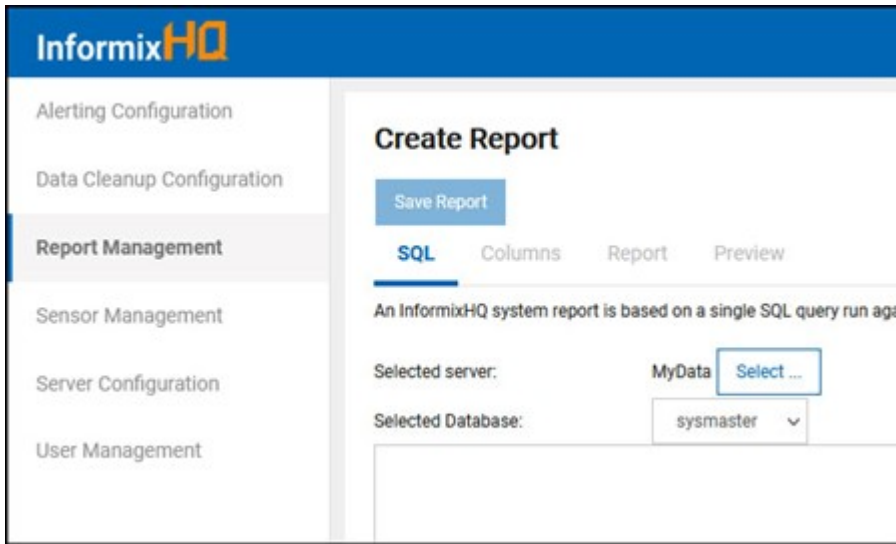 InformixHQ
Alerting Configuration
Data Cleanup Configuration
Report Management
Sensor Management
Server Configuration
User Management
Create Report
Save Report
SQL Columns Report Preview
An InformixHQ system report is based on a single SQL query run
Selected server: MyData Select ...
Selected Database: sysmaster